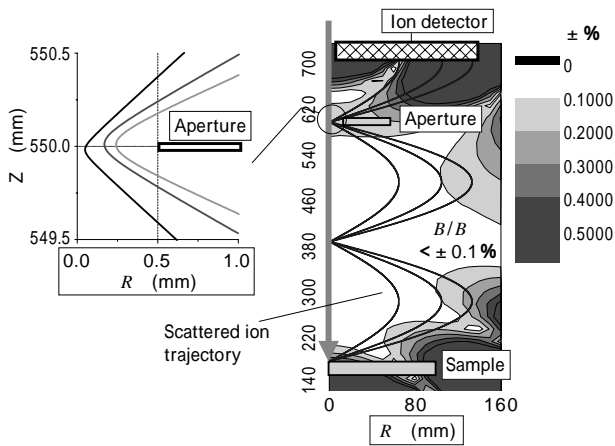 550.5
550.0
549.5
Z (mm)
Aperture
0.0
0.5
1.0
R (mm)
Scattered ion
trajectory
Ion detector
700
620
540
460
380
300
220
140
Aperture
B/B
< ± 0.1 %
Sample
0
80
160
R (mm)
± %
0
0.1000
0.2000
0.3000
0.4000
0.5000